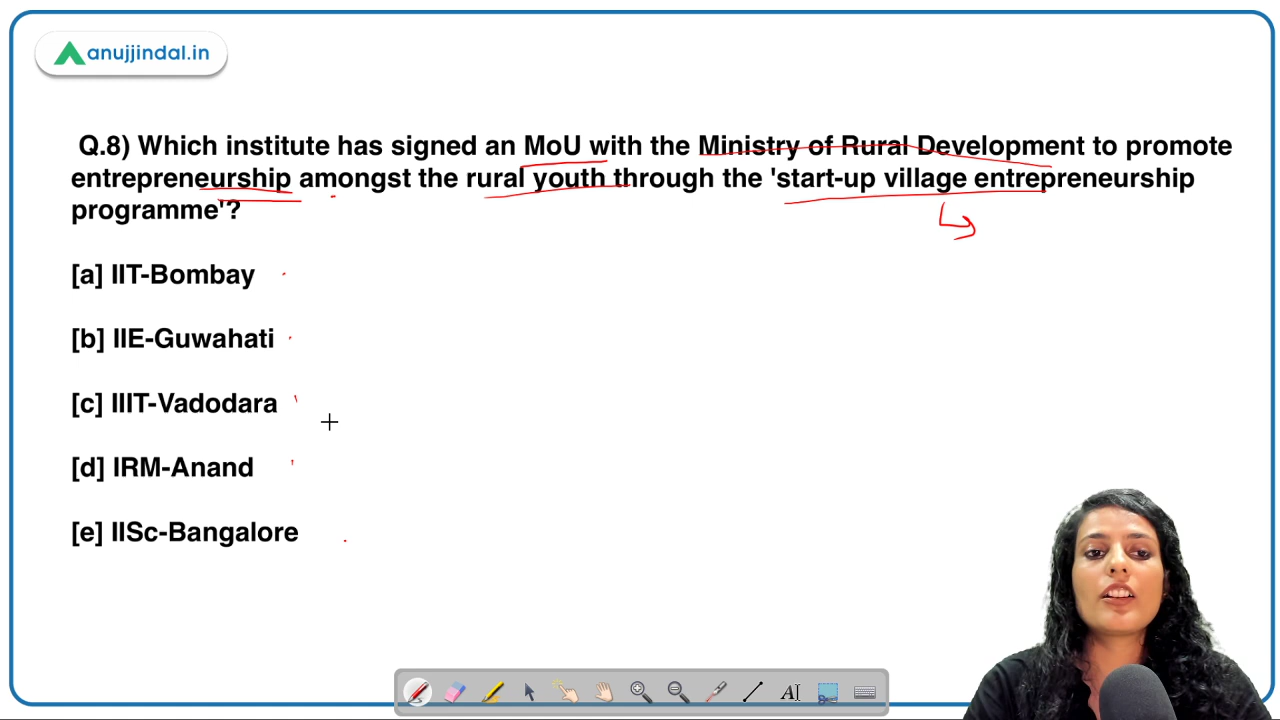 anujjindal.in
Q.8) Which institute has signed an MoU with the Ministry of Rural Development to promote
entrepreneurship amongst the rural youth through the 'start-up village entrepreneurship
programme'?
[a] IIT-Bombay
[b] IIE-Guwahati
[c] IIIT-Vadodara
[d] IRM-Anand
[e] IISc-Bangalore
AI